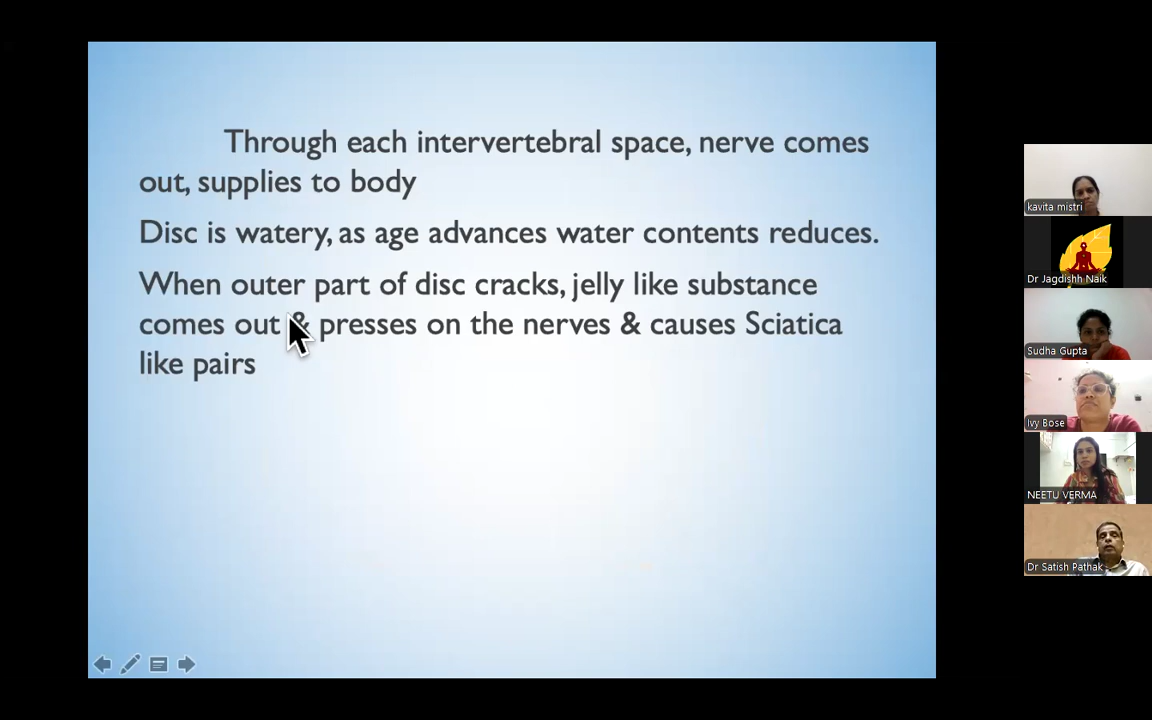 Through each intervertebral space, nerve comes
out, supplies to body
Disc is watery, as age advances water contents reduces.
When outer part of disc cracks, jelly like substance
comes out & presses on the nerves & causes Sciatica
like pairs
kavita mistri
Dr Jagdishh Naik
Sudha Gupta
Ivy Bose
NEETU VERMA
Dr Satish Pathak